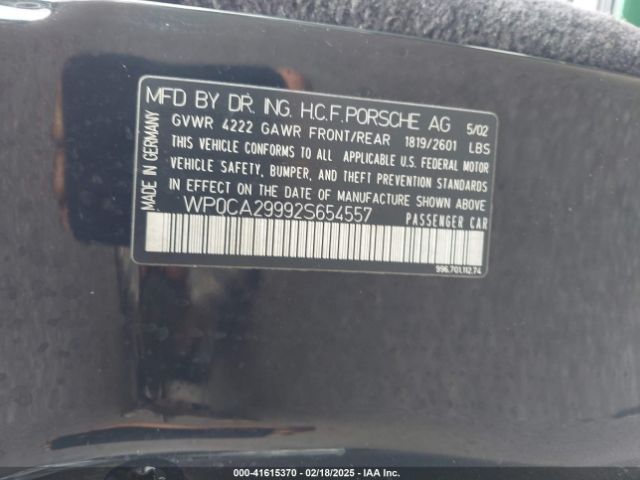 MFD BY DR. ING. H.C.F. PORSCHE AG 5/02
GVWR 4222 GAWR FRONT/REAR 1819/2601 LBS
THIS VEHICLE CONFORMS TO ALL APPLICABLE U.S. FEDERAL MOTOR
VEHICLE SAFETY, BUMPER, AND THEFT PREVENTION STANDARDS
IN EFFECT ON THE DATE OF MANUFACTURE SHOWN ABOVE
WP0CA29992S654557 PASSENGER CAR
MADE IN GERMANY
996.701.112.74
000-41615370 - 02/18/2025 - IAA Inc.